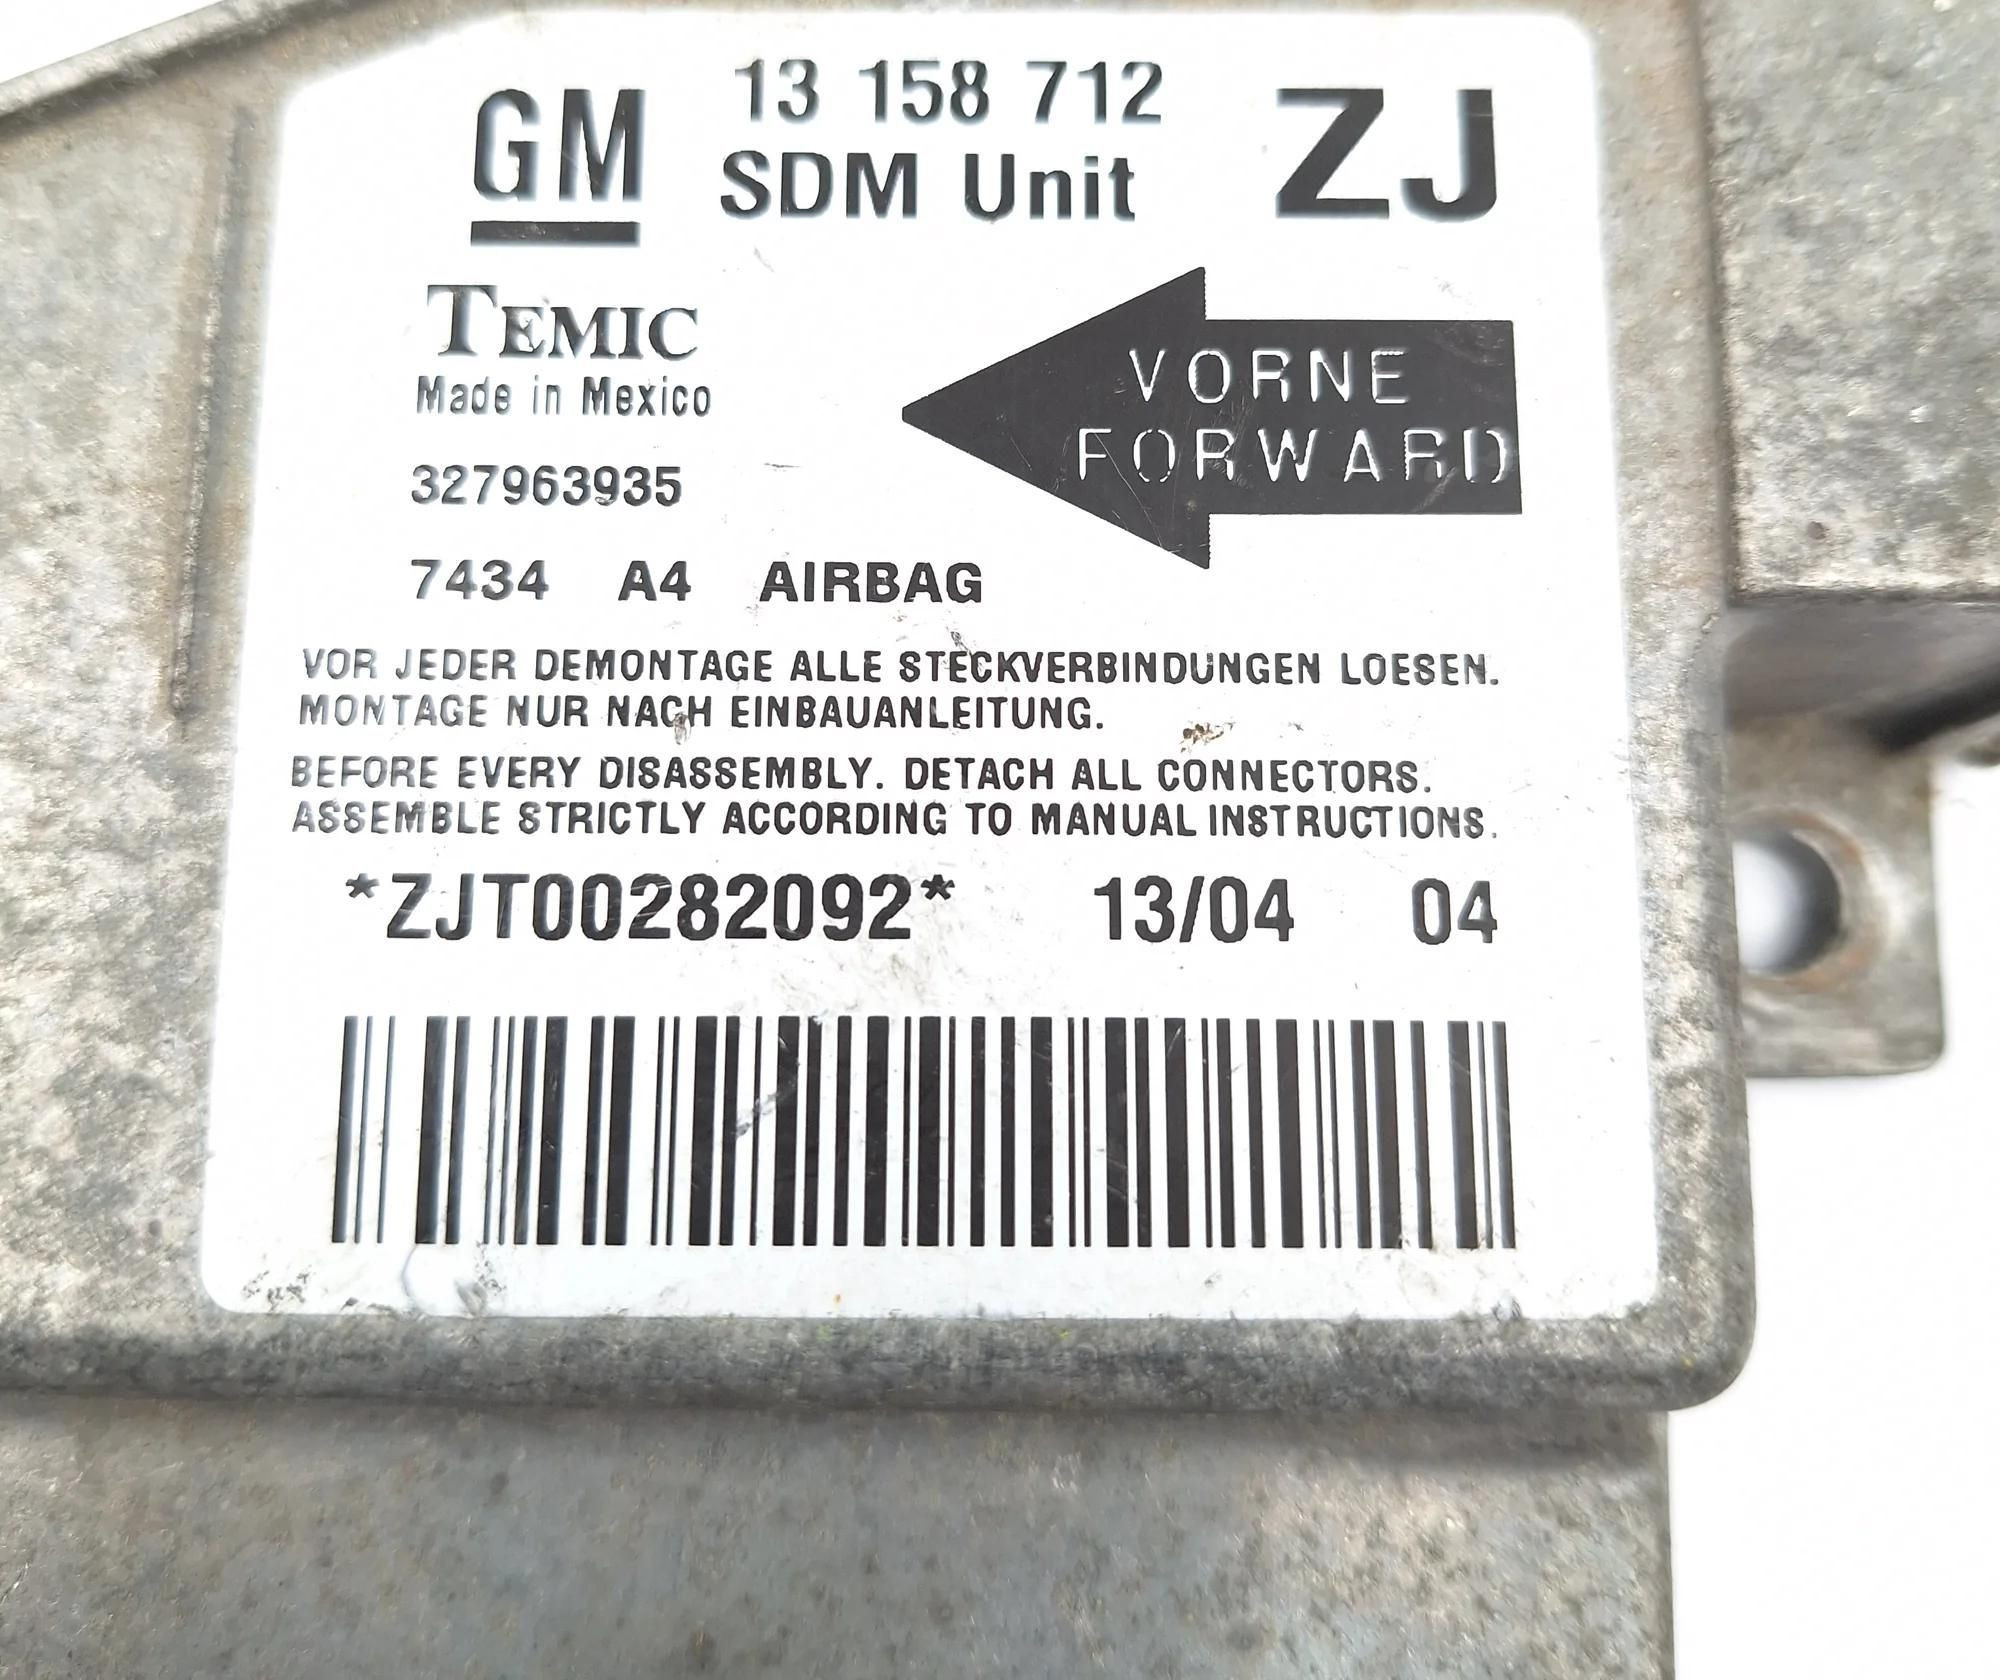 GM 13 158 712 ZJ
SDM Unit
TEMIC
Made in Mexico
VORNE
FORWARD
327963935
7434 A4 AIRBAG
VOR JEDER DEMONTAGE ALLE STECKVERBINDUNGEN LOESEN.
MONTAGE NUR NACH EINBAUANLEITUNG.
BEFORE EVERY DISASSEMBLY. DETACH ALL CONNECTORS.
ASSEMBLE STRICTLY ACCORDING TO MANUAL INSTRUCTIONS.
*ZJT00282092* 13/04 04